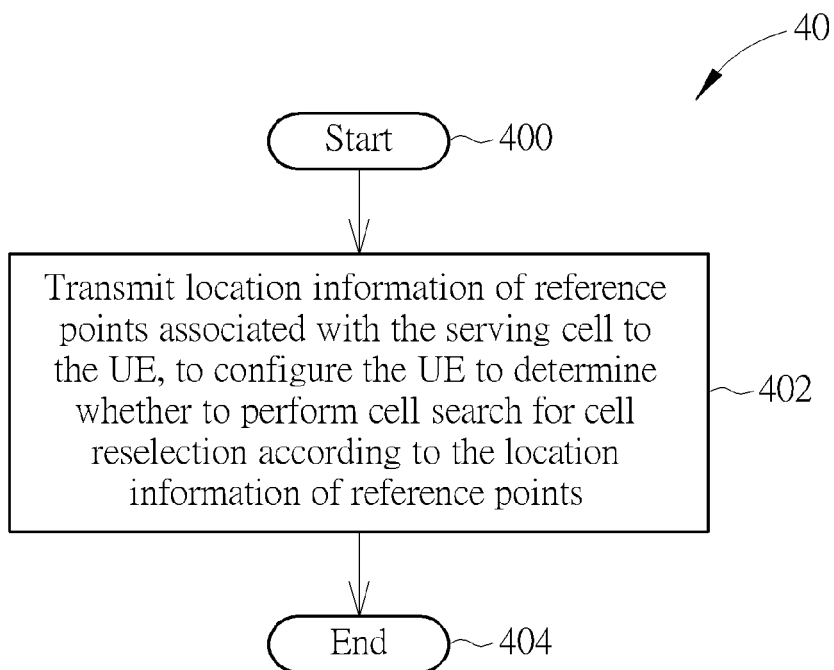 40
Start
400
Transmit location information of reference
points associated with the serving cell to
the UE, to configure the UE to determine
whether to perform cell search for cell
reselection according to the location
information of reference points
402
End
404